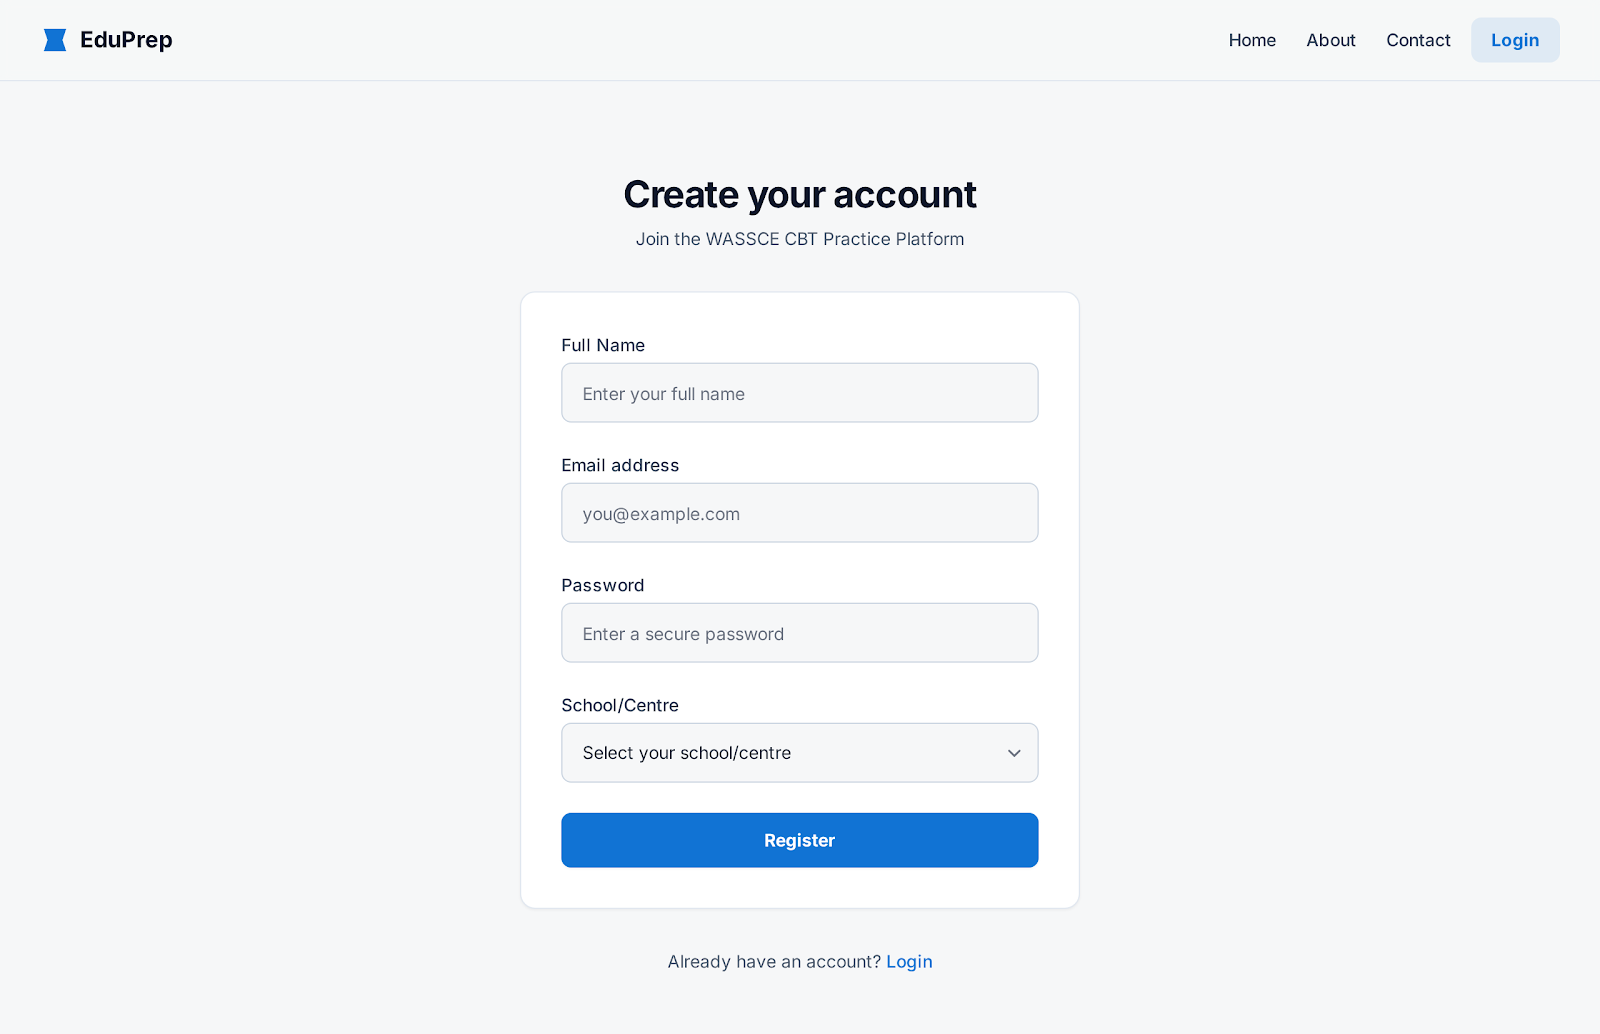 EduPrep
Home About Contact Login
Create your account
Join the WASSCE CBT Practice Platform
Full Name
Enter your full name
Email address
you@example.com
Password
Enter a secure password
School/Centre
Select your school/centre
Register
Already have an account? Login